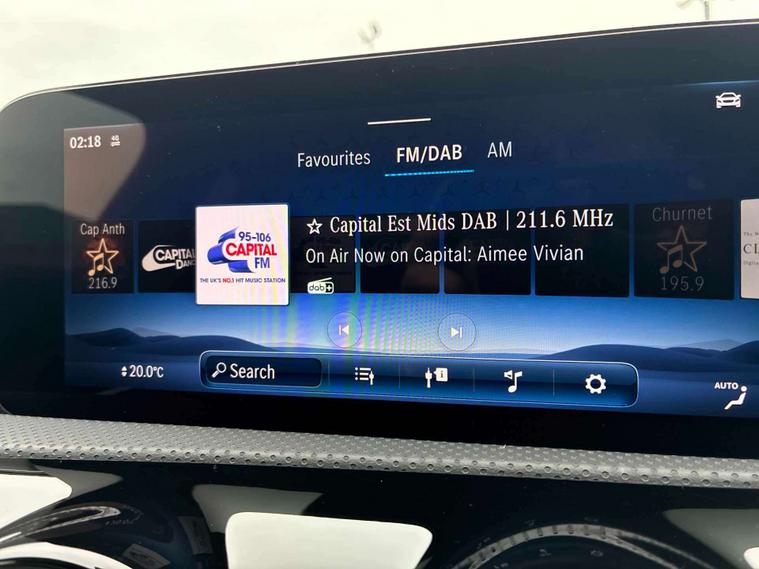 02:18
4G
Favourites
FM/DAB
AM
Cap Anth
216.9
CAPITAL
DANC
95-106
CAPITAL
FM
THE UK'S NO.1 HIT MUSIC STATION
Capital Est Mids DAB | 211.6 MHz
On Air Now on Capital: Aimee Vivian
dab
Churnet
195.9
20.0°C
Search
AUTO